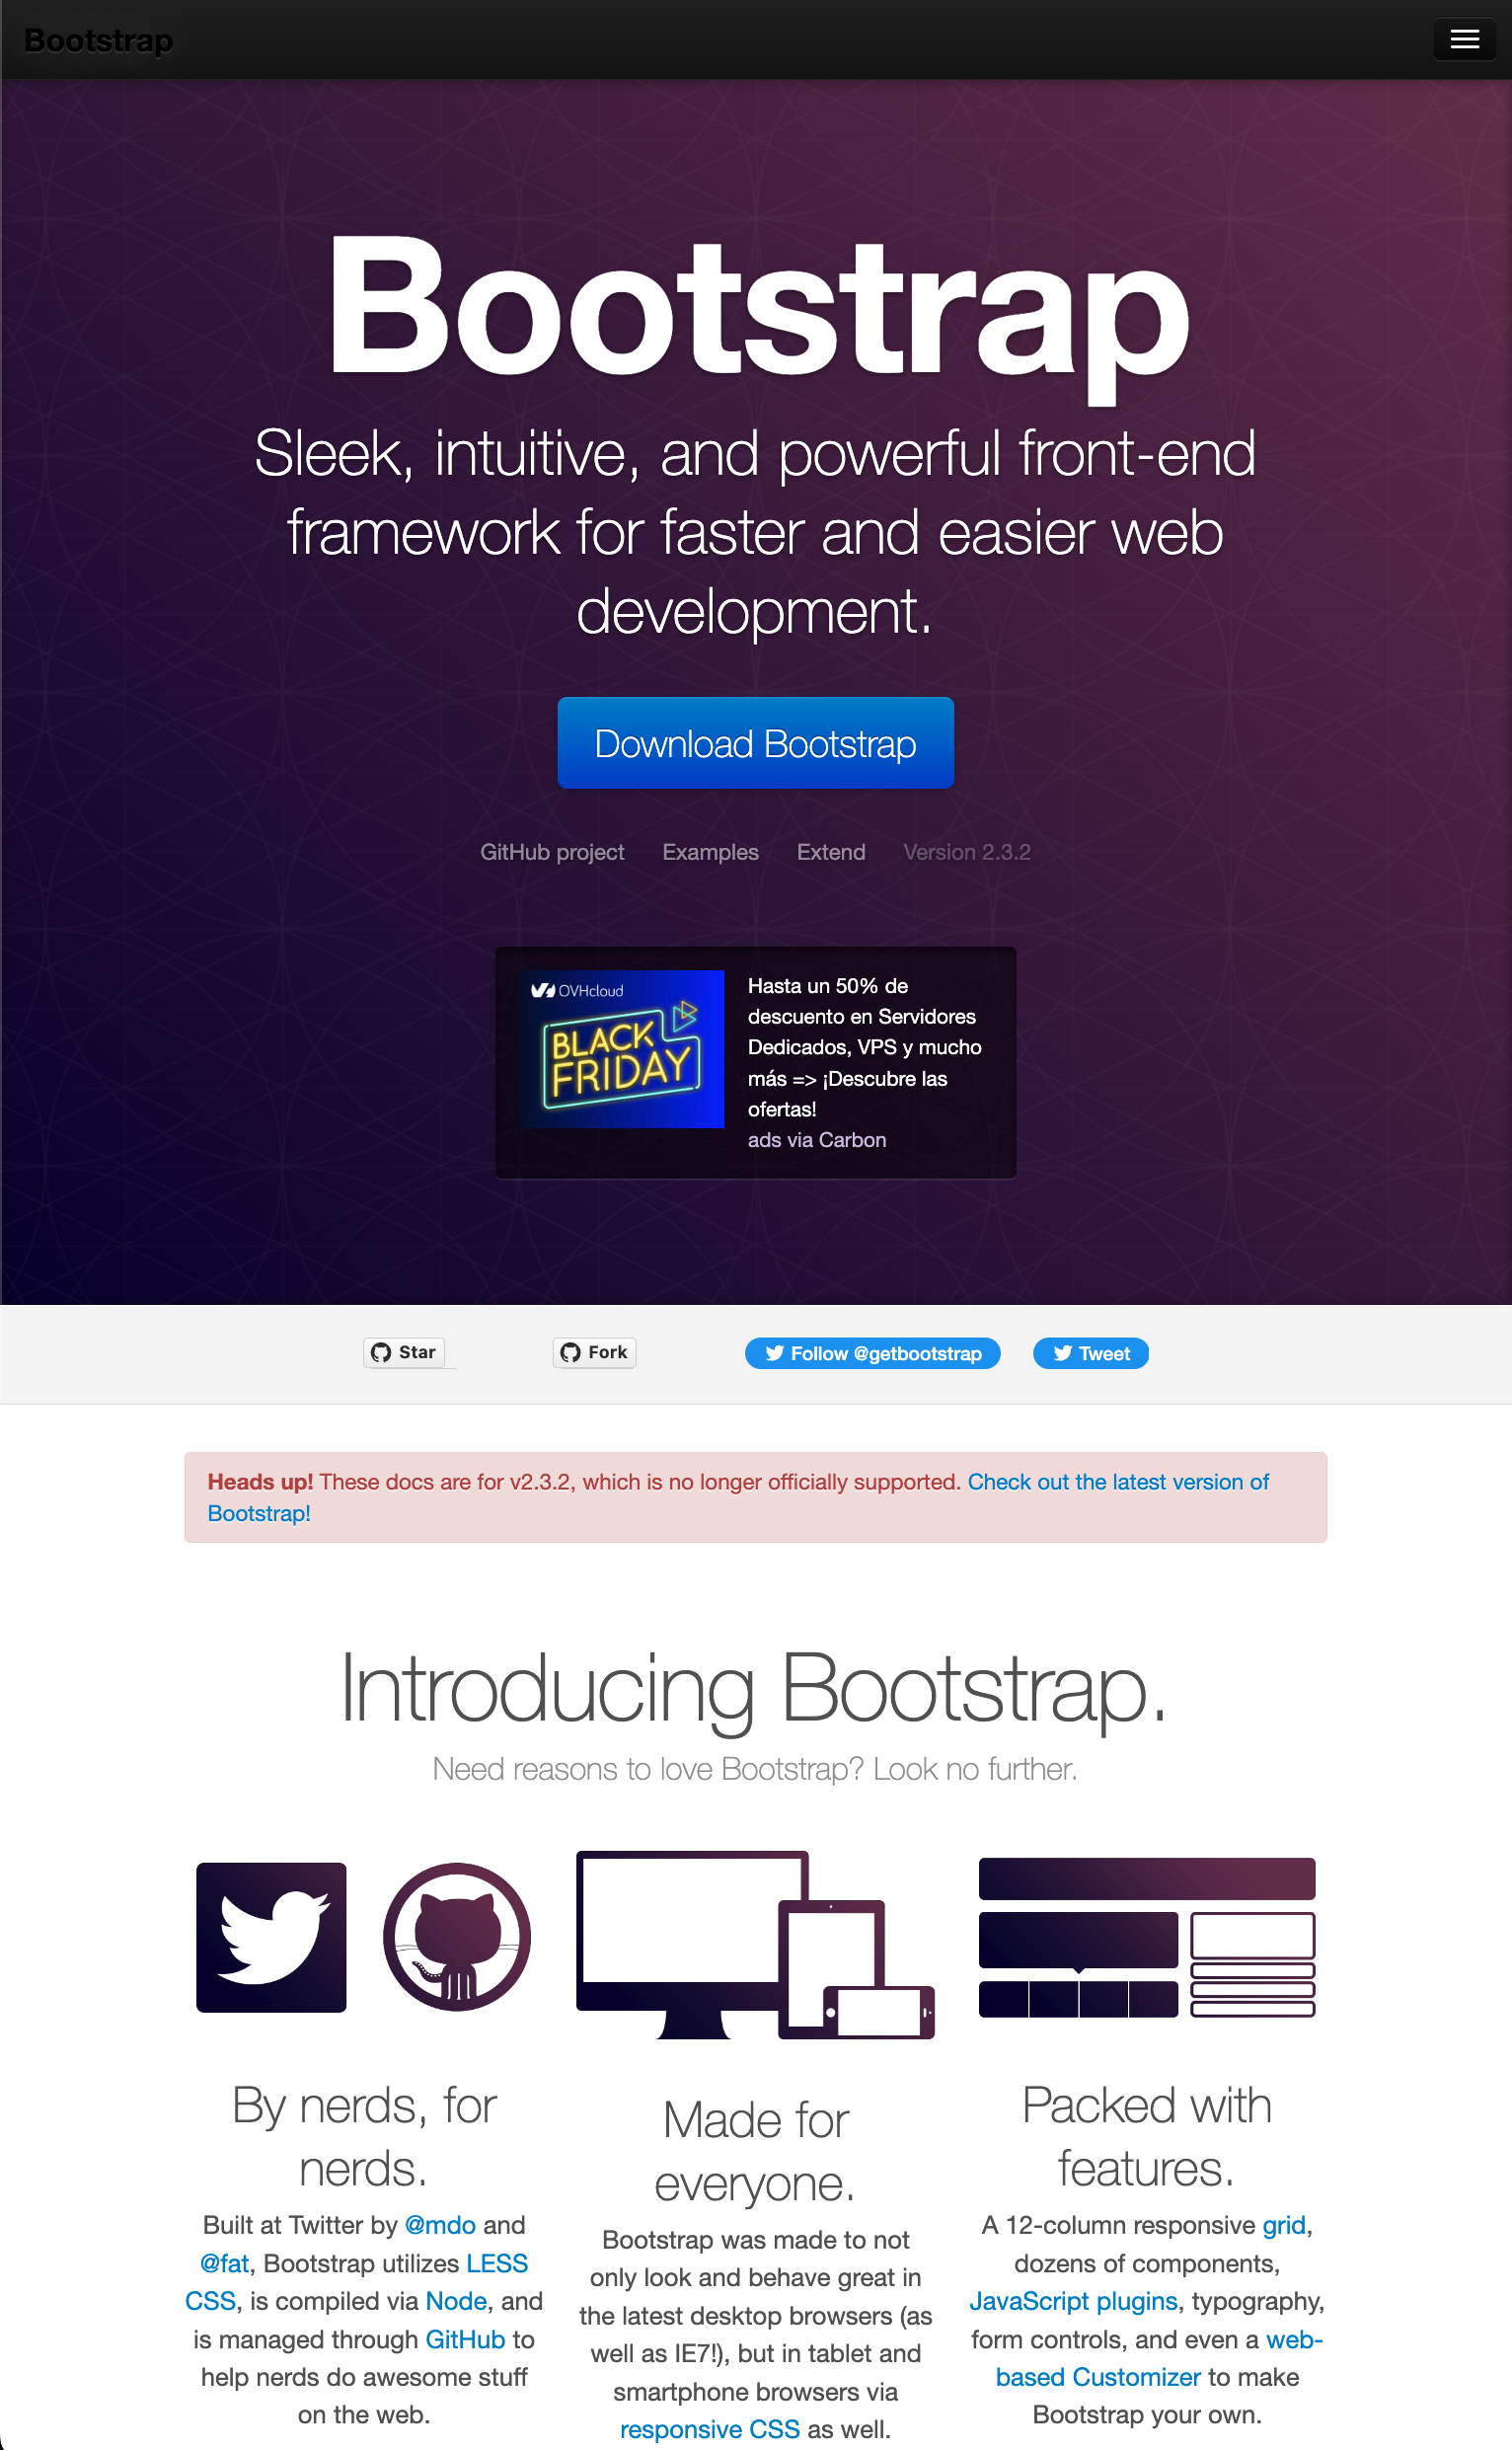 Bootstrap
Bootstrap
Sleek, intuitive, and powerful front-end
framework for faster and easier web
development.
Download Bootstrap
GitHub project Examples Extend Version 2.3.2
OVHcloud
BLACK
FRIDAY
Hasta un 50% de
descuento en Servidores
Dedicados, VPS y mucho
más => ¡Descubre las
ofertas!
ads via Carbon
Star Fork Follow @getbootstrap Tweet
Heads up! These docs are for v2.3.2, which is no longer officially supported. Check out the latest version of
Bootstrap!
Introducing Bootstrap.
Need reasons to love Bootstrap? Look no further.
By nerds, for
nerds.
Built at Twitter by @mdo and
@fat, Bootstrap utilizes LESS
CSS, is compiled via Node, and
is managed through GitHub to
help nerds do awesome stuff
on the web.
Made for
everyone.
Bootstrap was made to not
only look and behave great in
the latest desktop browsers (as
well as IE7!), but in tablet and
smartphone browsers via
responsive CSS as well.
Packed with
features.
A 12-column responsive grid,
dozens of components,
JavaScript plugins, typography,
form controls, and even a web-
based Customizer to make
Bootstrap your own.